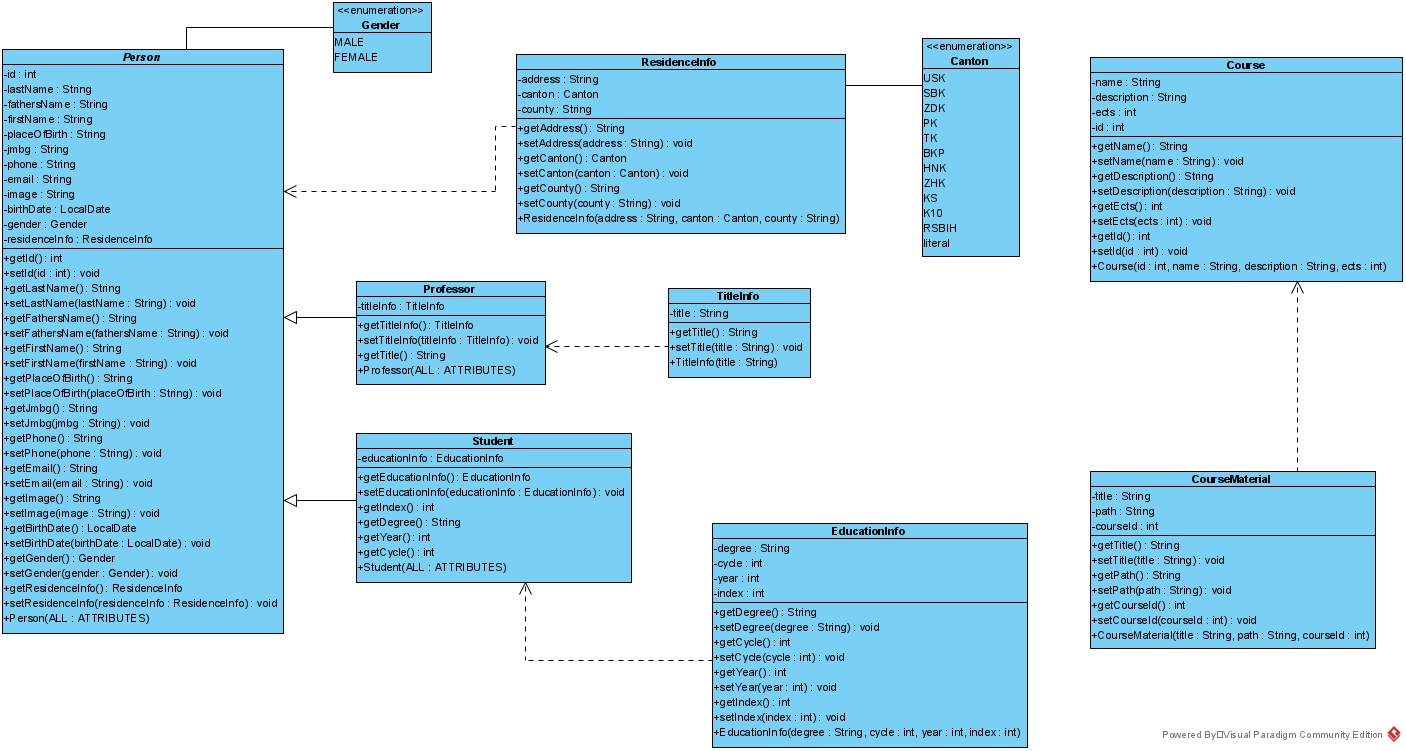 <<enumeration>>
Gender
MALE
FEMALE
Person
-id : int
-lastName : String
-fathersName : String
-firstName : String
-placeOfBirth : String
-jmbg : String
-phone : String
-email : String
-image : String
-birthDate : LocalDate
-gender : Gender
-residenceInfo : ResidenceInfo
+getId() : int
+setId(id : int) : void
+getLastName() : String
+setLastName(lastName : String) : void
+getFathersName() : String
+setFathersName(fathersName : String) : void
+getFirstName() : String
+setFirstName(firstName : String) : void
+getPlaceOfBirth() : String
+setPlaceOfBirth(placeOfBirth : String) : void
+getJmbg() : String
+setJmbg(jmbg : String) : void
+getPhone() : String
+setPhone(phone : String) : void
+getEmail() : String
+setEmail(email : String) : void
+getImage() : String
+setImage(image : String) : void
+getBirthDate() : LocalDate
+setBirthDate(birthDate : LocalDate) : void
+getGender() : Gender
+setGender(gender : Gender) : void
+getResidenceInfo() : ResidenceInfo
+setResidenceInfo(residenceInfo : ResidenceInfo) : void
+Person(ALL : ATTRIBUTES)
ResidenceInfo
-address : String
-canton : Canton
-county : String
+getAddress() : String
+setAddress(address : String) : void
+getCanton() : Canton
+setCanton(canton : Canton) : void
+getCounty() : String
+setCounty(county : String) : void
+ResidenceInfo(address : String, canton : Canton, county : String)
<<enumeration>>
Canton
USK
SBK
ZDK
PK
TK
BKP
HNK
ZHK
KS
K10
RSBIH
literal
Course
-name : String
-description : String
-ects : int
-id : int
+getName() : String
+setName(name : String) : void
+getDescription() : String
+setDescription(description : String) : void
+getEcts() : int
+setEcts(ects : int) : void
+getId() : int
+setId(id : int) : void
+Course(id : int, name : String, description : String, ects : int)
Professor
-titleInfo : TitleInfo
+getTitleInfo() : TitleInfo
+setTitleInfo(titleInfo : TitleInfo) : void
+getTitle() : String
+Professor(ALL : ATTRIBUTES)
TitleInfo
-title : String
+getTitle() : String
+setTitle(title : String) : void
+TitleInfo(title : String)
Student
-educationInfo : EducationInfo
+getEducationInfo() : EducationInfo
+setEducationInfo(educationInfo : EducationInfo) : void
+getIndex() : int
+getDegree() : String
+getYear() : int
+getCycle() : int
+Student(ALL : ATTRIBUTES)
EducationInfo
-degree : String
-cycle : int
-year : int
-index : int
+getDegree() : String
+setDegree(degree : String) : void
+getCycle() : int
+setCycle(cycle : int) : void
+getYear() : int
+setYear(year : int) : void
+getIndex() : int
+setIndex(index : int) : void
+EducationInfo(degree : String, cycle : int, year : int, index : int)
CourseMaterial
-title : String
-path : String
-courseId : int
+getTitle() : String
+setTitle(title : String) : void
+getPath() : String
+setPath(path : String) : void
+getCourseId() : int
+setCourseId(courseId : int) : void
+CourseMaterial(title : String, path : String, courseId : int)
Powered By Visual Paradigm Community Edition